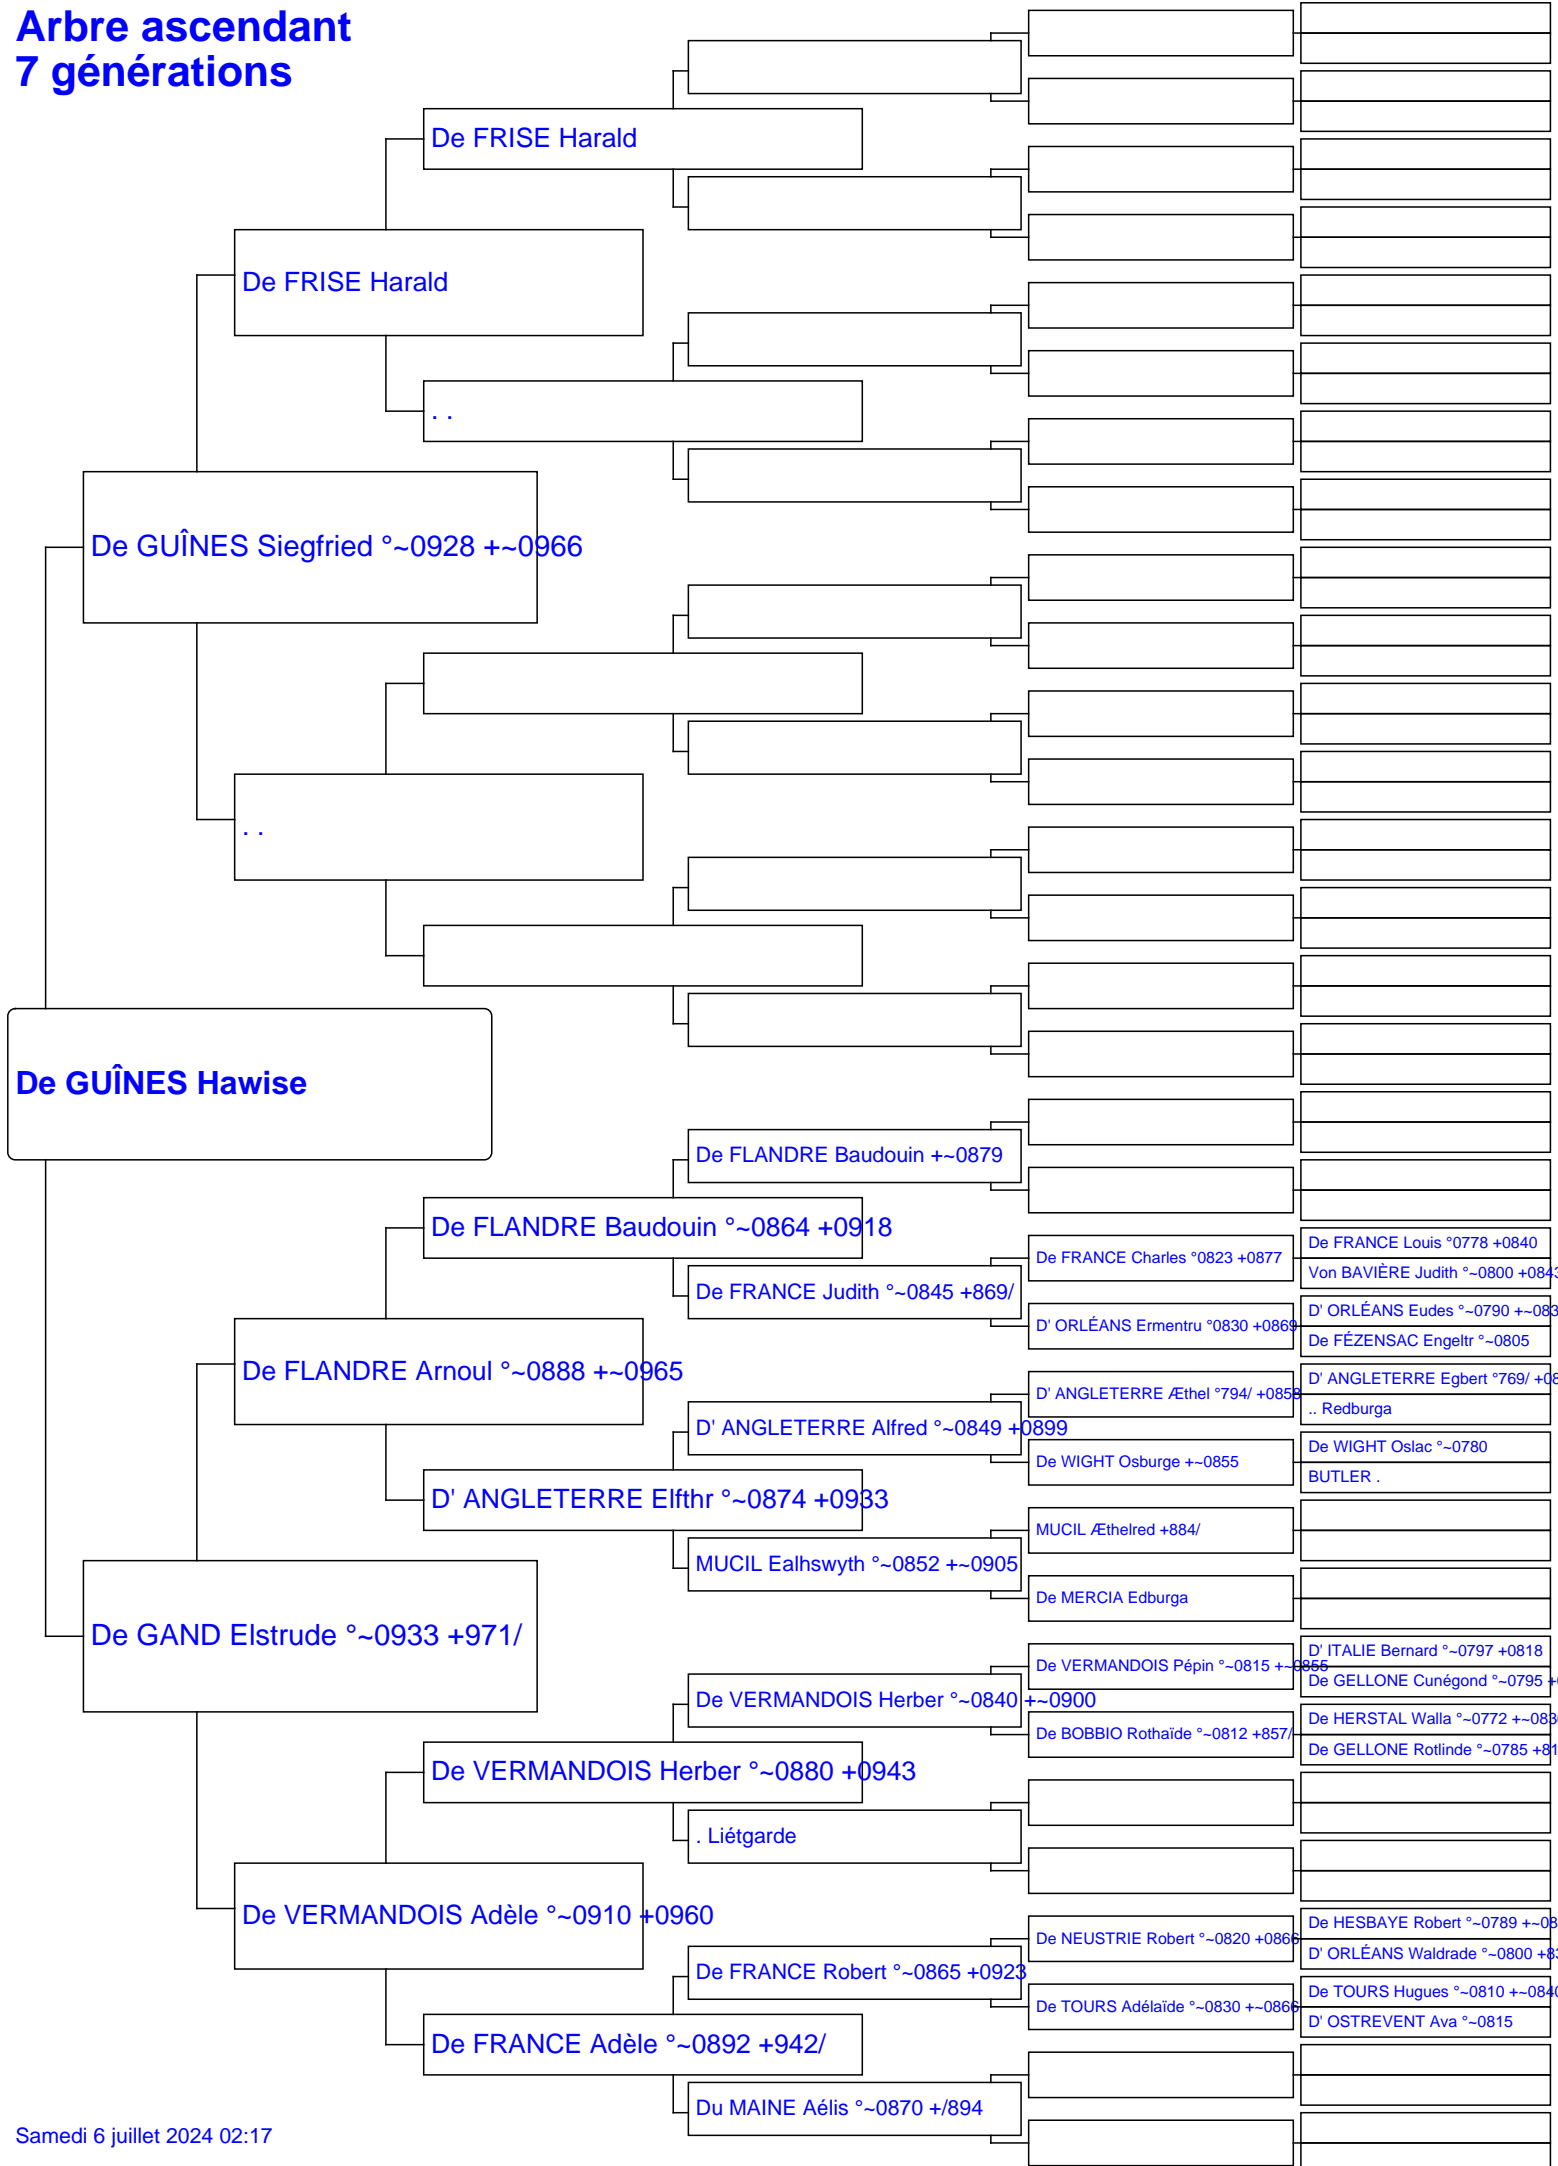 Arbre ascendant
7 générations
De FRISE Harald
De FRISE Harald
. .
De GUÎNES Siegfried °~0928 +~0966
. .
De GUÎNES Hawise
De FLANDRE Baudouin +~0879
De FLANDRE Baudouin °~0864 +0918
De FRANCE Charles °0823 +0877
De FRANCE Louis °0778 +0840
Von BAVIÈRE Judith °~0800 +0843
De FRANCE Judith °~0845 +869/
D' ORLÉANS Ermentru °0830 +0869
D' ORLÉANS Eudes °~0790 +~083
De FÉZENSAC Engeltr °~0805
De FLANDRE Arnoul °~0888 +~0965
D' ANGLETERRE Æthel °794/ +0858
D' ANGLETERRE Egbert °769/ +08
.. Redburga
D' ANGLETERRE Alfred °~0849 +0899
De WIGHT Osburge +~0855
De WIGHT Oslac °~0780
BUTLER .
D' ANGLETERRE Elfthr °~0874 +0933
MUCIL Æthelred +884/
MUCIL Ealhswyth °~0852 +~0905
De MERCIA Edburga
De GAND Elstrude °~0933 +971/
De VERMANDOIS Pépin °~0815 +~0855
D' ITALIE Bernard °~0797 +0818
De GELLONE Cunégond °~0795 +
De VERMANDOIS Herber °~0840 +~0900
De BOBBIO Rothaïde °~0812 +857/
De HERSTAL Walla °~0772 +~083
De GELLONE Rotlinde °~0785 +81
De VERMANDOIS Herber °~0880 +0943
. Liétgarde
De VERMANDOIS Adèle °~0910 +0960
De NEUSTRIE Robert °~0820 +0866
De HESBAYE Robert °~0789 +~08
D' ORLÉANS Waldrade °~0800 +83
De FRANCE Robert °~0865 +0923
De TOURS Adélaïde °~0830 +~0866
De TOURS Hugues °~0810 +~0840
D' OSTREVENT Ava °~0815
De FRANCE Adèle °~0892 +942/
Du MAINE Aélis °~0870 +/894
Samedi 6 juillet 2024 02:17